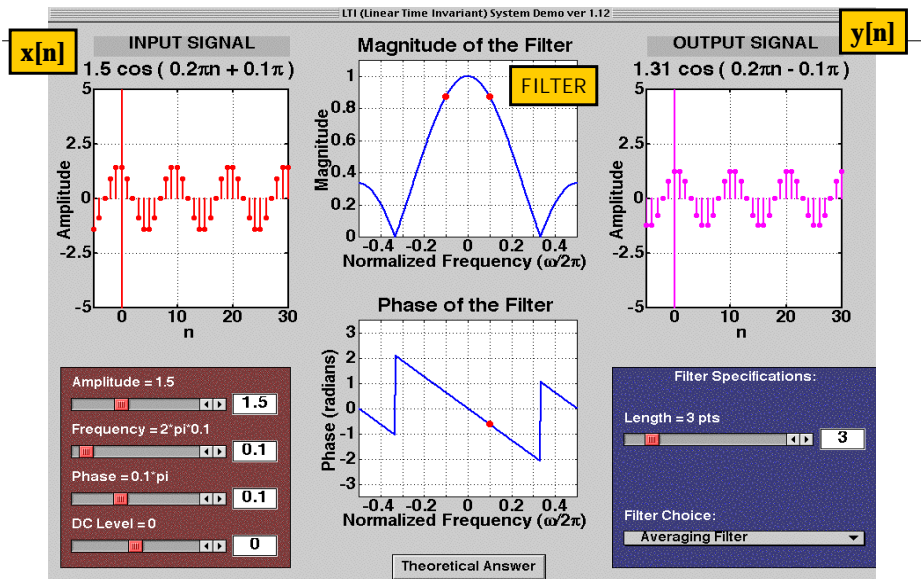 LTI (Linear Time Invariant) System Demo ver 1.12
x[n]
INPUT SIGNAL
1.5 cos ( 0.2πn + 0.1π )
5
2.5
0
-2.5
-5
Amplitude
0
10
20
30
n
Magnitude of the Filter
FILTER
1
0.8
0.6
0.4
0.2
0
Magnitude
-0.4
-0.2
0
0.2
0.4
Normalized Frequency (ω/2π)
y[n]
OUTPUT SIGNAL
1.31 cos ( 0.2πn - 0.1π )
5
2.5
0
-2.5
-5
Amplitude
0
10
20
30
n
Phase of the Filter
3
2
1
0
-1
-2
-3
Phase (radians)
-0.4
-0.2
0
0.2
0.4
Normalized Frequency (ω/2π)
Amplitude = 1.5
1.5
Frequency = 2*pi*0.1
0.1
Phase = 0.1*pi
0.1
DC Level = 0
0
Filter Specifications:
Length = 3 pts
3
Filter Choice:
Averaging Filter
Theoretical Answer